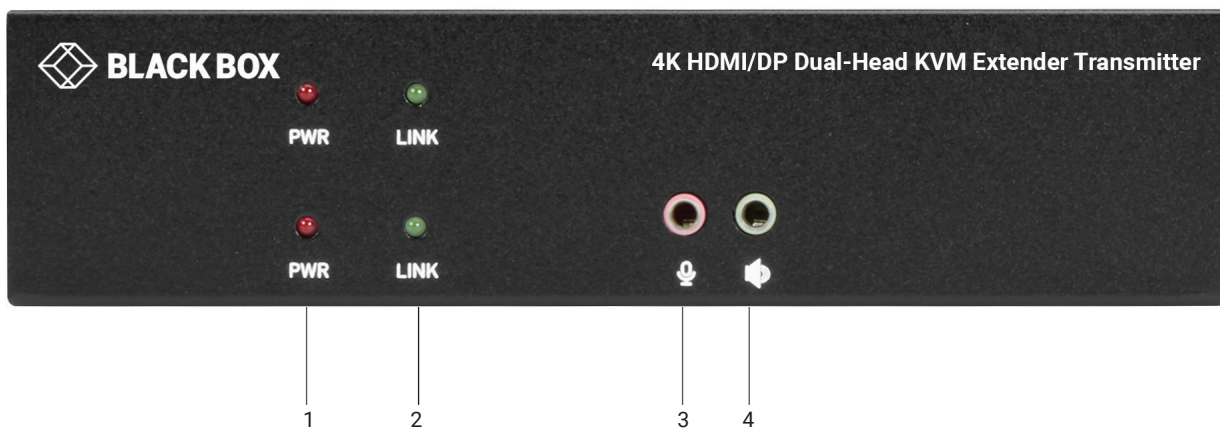 BLACK BOX
4K HDMI/DP Dual-Head KVM Extender Transmitter
PWR LINK
PWR LINK
1 2 3 4